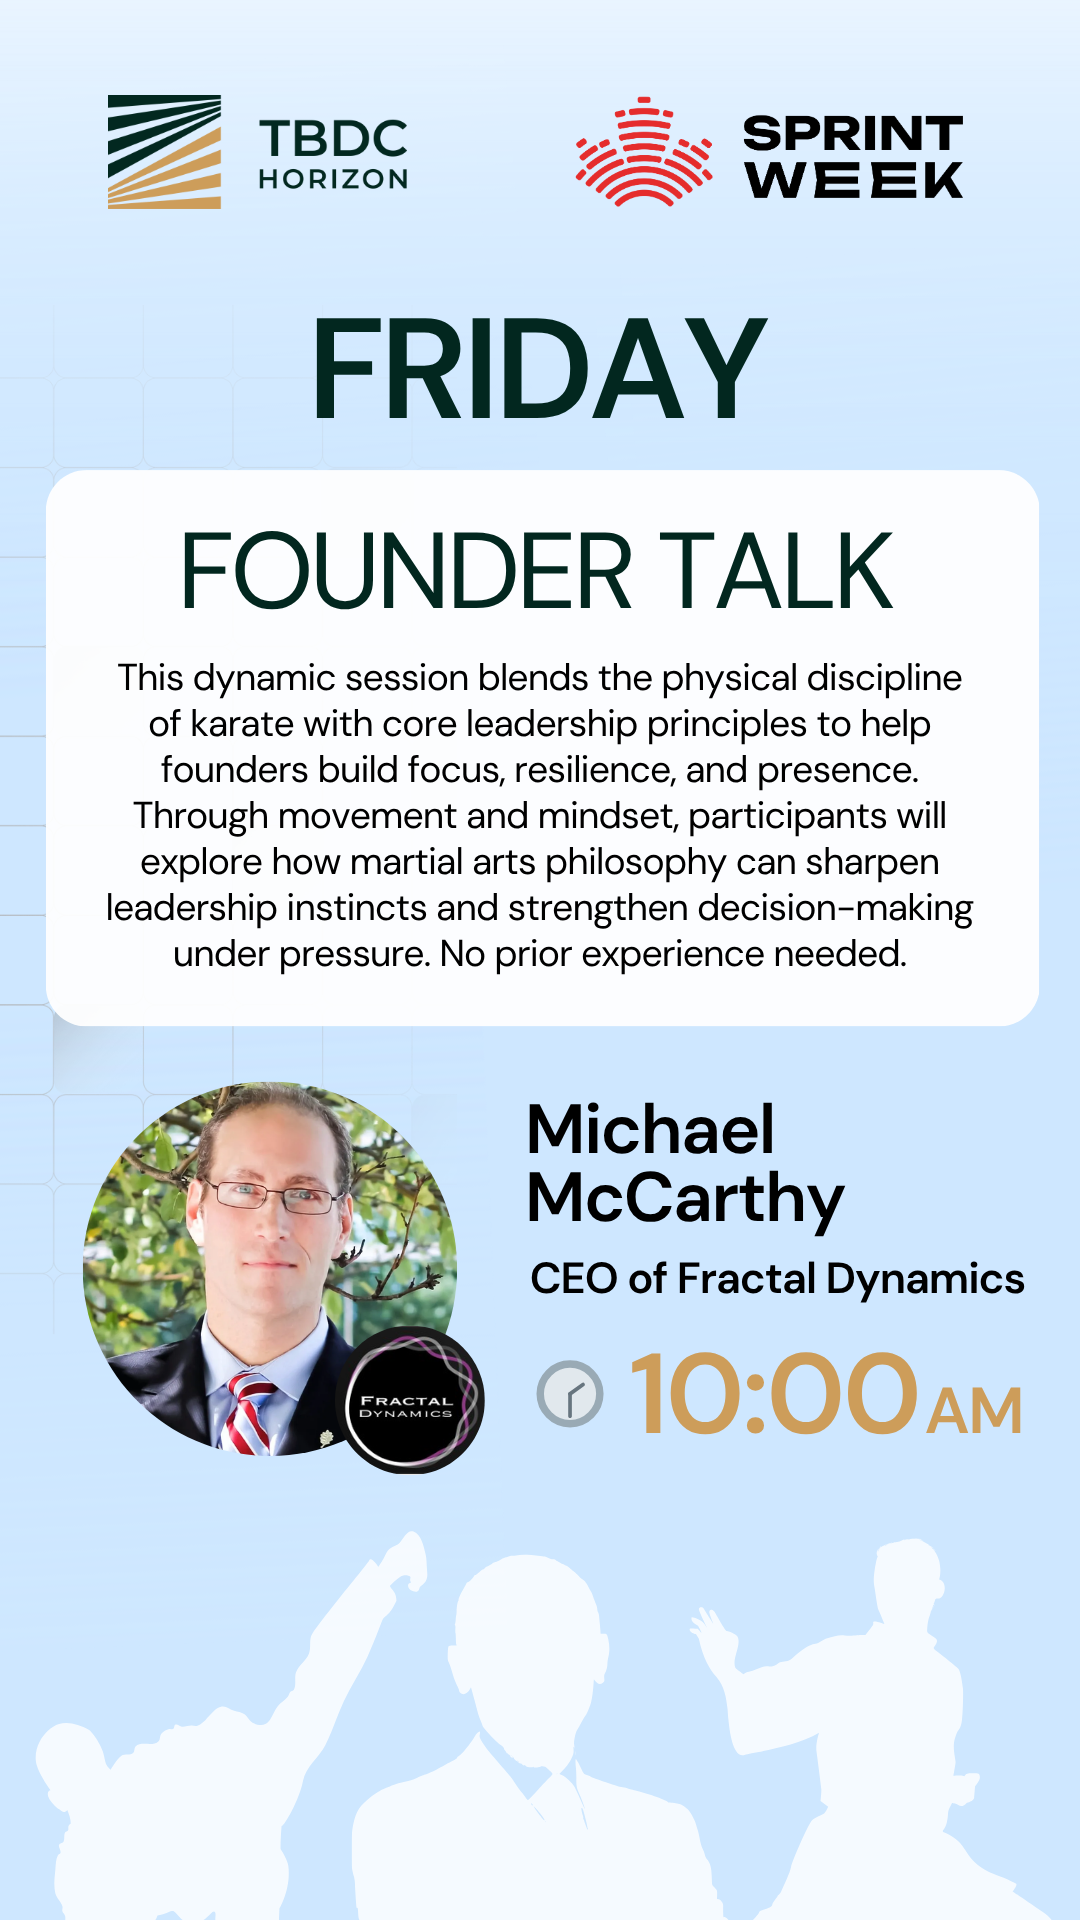 TBDC
HORIZON
SPRINT
WEEK
FRIDAY
FOUNDER TALK
This dynamic session blends the physical discipline
of karate with core leadership principles to help
founders build focus, resilience, and presence.
Through movement and mindset, participants will
explore how martial arts philosophy can sharpen
leadership instincts and strengthen decision-making
under pressure. No prior experience needed.
Michael
McCarthy
CEO of Fractal Dynamics
10:00 AM
FRACTAL
DYNAMICS